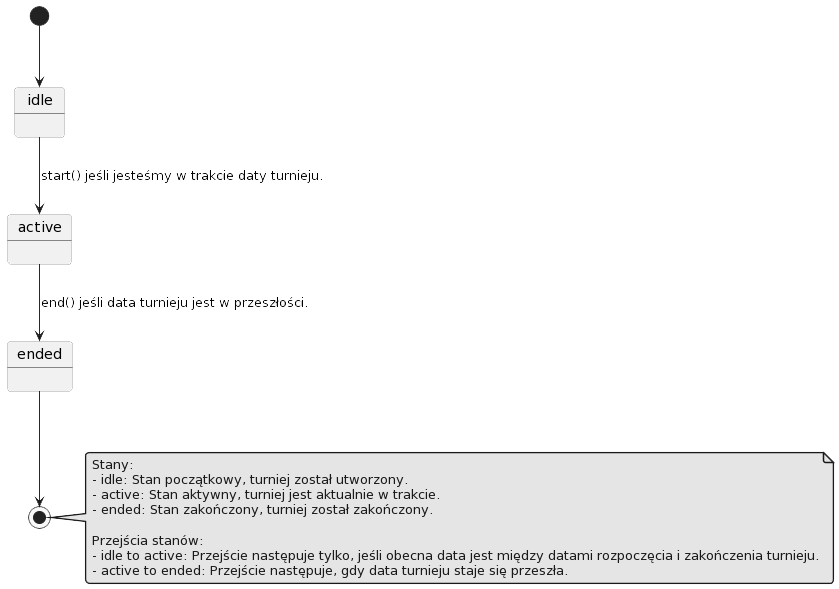 idle
start() jeśli jesteśmy w trakcie daty turnieju.
active
end() jeśli data turnieju jest w przeszłości.
ended
Stany:
- idle: Stan początkowy, turniej został utworzony.
- active: Stan aktywny, turniej jest aktualnie w trakcie.
- ended: Stan zakończony, turniej został zakończony.
Przejścia stanów:
- idle to active: Przejście następuje tylko, jeśli obecna data jest między datami rozpoczęcia i zakończenia turnieju.
- active to ended: Przejście następuje, gdy data turnieju staje się przeszła.